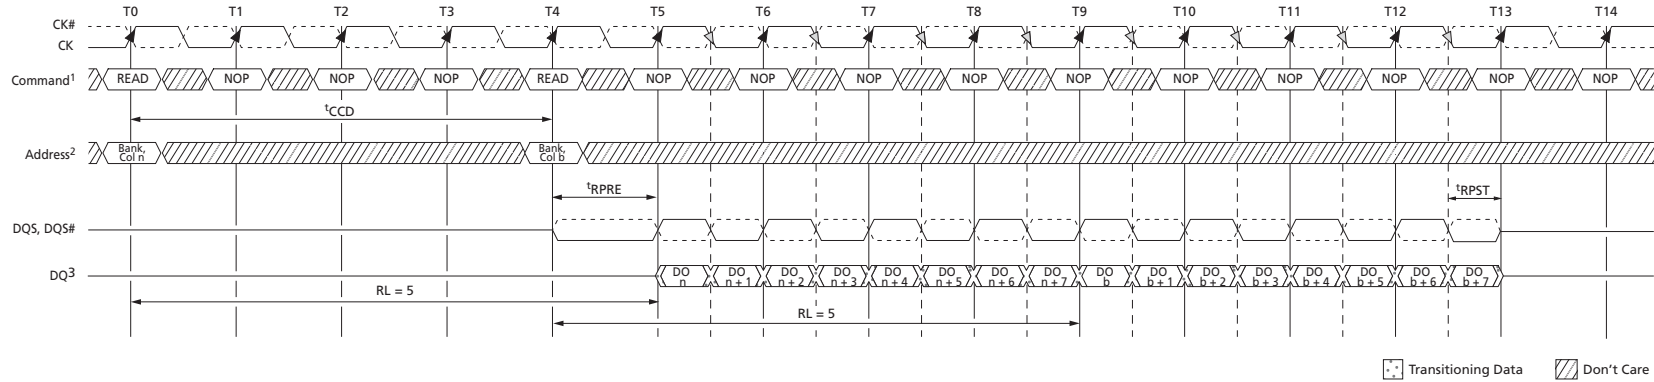 T0 T1 T2 T3 T4 T5 T6 T7 T8 T9 T10 T11 T12 T13 T14
CK#
CK
Command1 READ NOP NOP NOP READ NOP NOP NOP NOP NOP NOP NOP NOP NOP NOP
tCCD
Address2 Bank, Col n Bank, Col b
tRPRE tRPST
DQS, DQS#
DQ3 DO n DO n + 1 DO n + 2 DO n + 3 DO n + 4 DO n + 5 DO n + 6 DO n + 7 DO b DO b + 1 DO b + 2 DO b + 3 DO b + 4 DO b + 5 DO b + 6 DO b + 7
RL = 5
RL = 5
Transitioning Data Don't Care